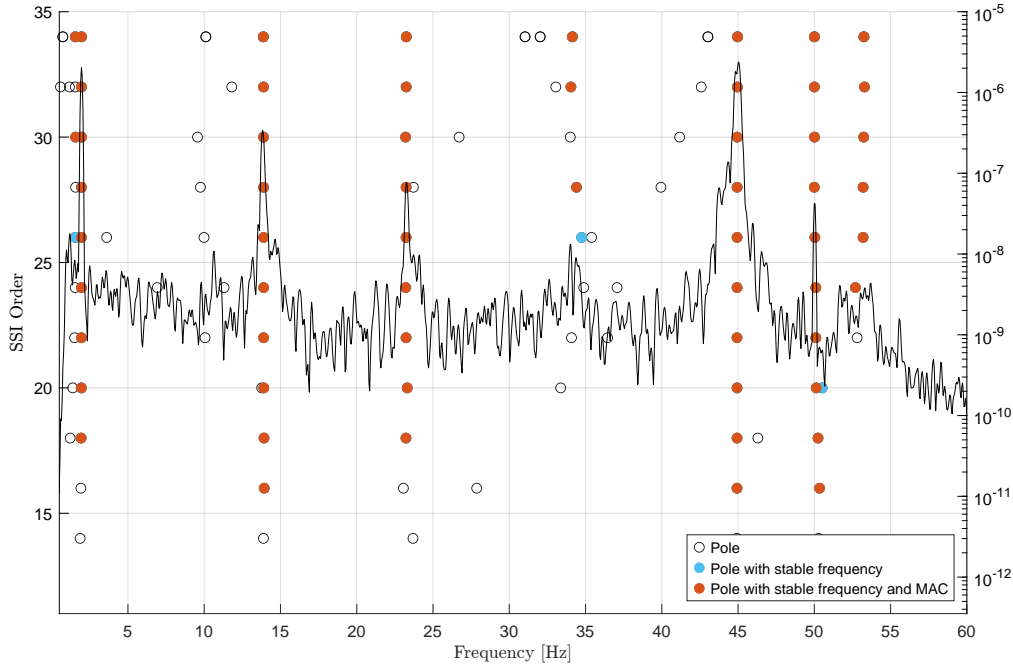 35
30
25
20
15
SSI Order
10^-5
10^-6
10^-7
10^-8
10^-9
10^-10
10^-11
10^-12
Pole
Pole with stable frequency
Pole with stable frequency and MAC
5 10 15 20 25 30 35 40 45 50 55 60
Frequency [Hz]